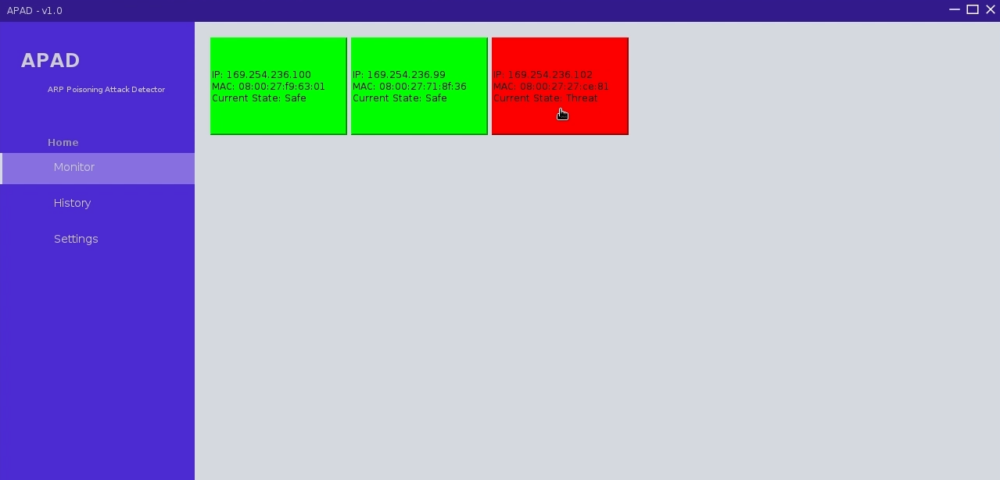 APAD - v1.0
APAD
ARP Poisoning Attack Detector
Home
Monitor
History
Settings
IP: 169.254.236.100
MAC: 08:00:27:f9:63:01
Current State: Safe
IP: 169.254.236.99
MAC: 08:00:27:71:8f:36
Current State: Safe
IP: 169.254.236.102
MAC: 08:00:27:27:ce:81
Current State: Threat